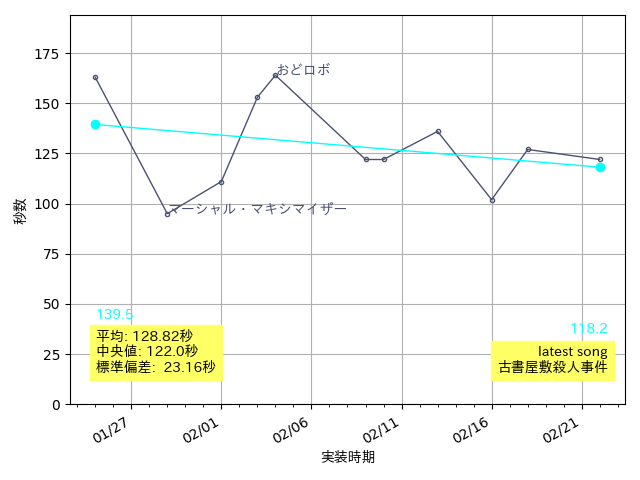 175
おどロボ
150
125
秒数
100
マーシャル・マキシマイザー
75
50
139.5
118.2
平均: 128.82秒
中央値: 122.0秒
標準偏差: 23.16秒
latest song
古書屋敷殺人事件
25
0
01/27
02/01
02/06
02/11
02/16
02/21
実装時期